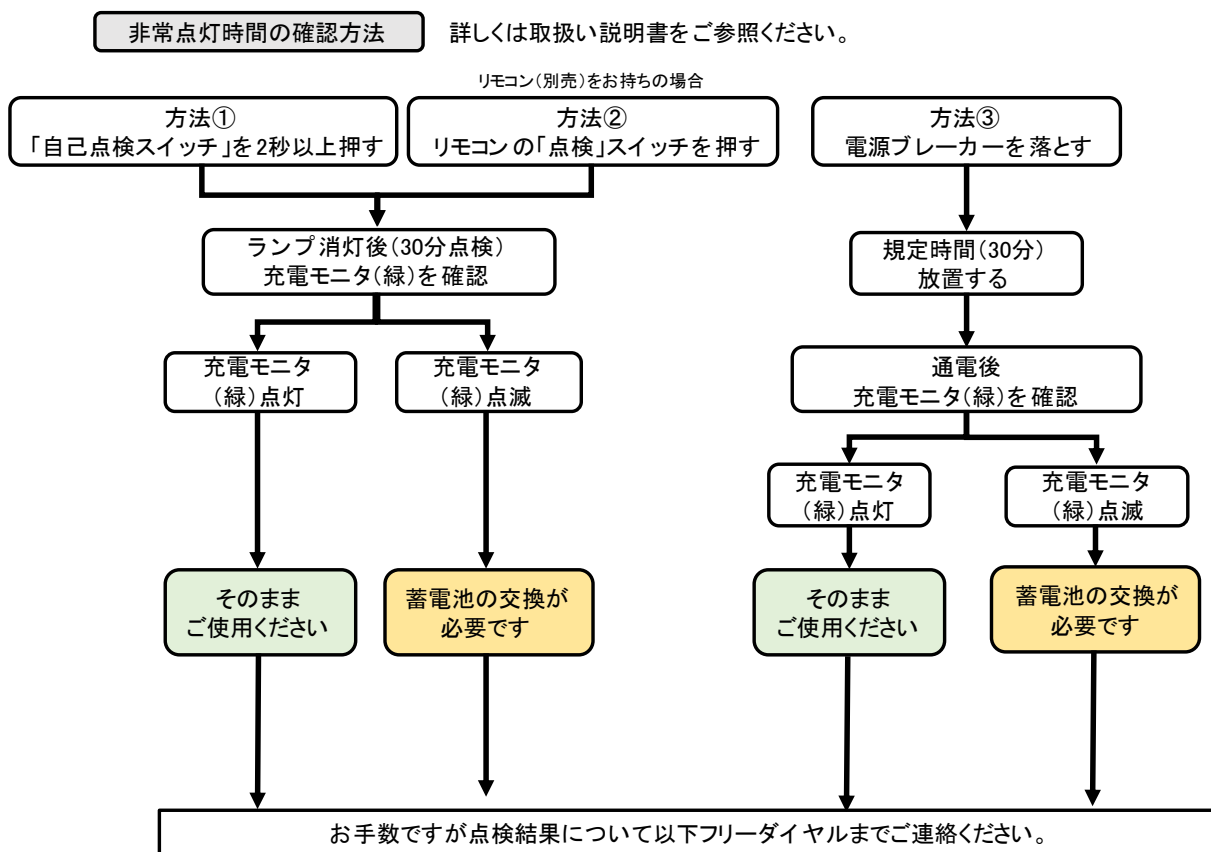 非常点灯時間の確認方法
詳しくは取扱い説明書をご参照ください。
リモコン(別売)をお持ちの場合
方法①
「自己点検スイッチ」を2秒以上押す
方法②
リモコンの「点検」スイッチを押す
方法③
電源ブレーカーを落とす
ランプ消灯後(30分点検)
充電モニタ(緑)を確認
規定時間(30分)
放置する
充電モニタ
(緑)点灯
充電モニタ
(緑)点滅
通電後
充電モニタ(緑)を確認
充電モニタ
(緑)点灯
充電モニタ
(緑)点滅
そのまま
ご使用ください
蓄電池の交換が
必要です
そのまま
ご使用ください
蓄電池の交換が
必要です
お手数ですが点検結果について以下フリーダイヤルまでご連絡ください。